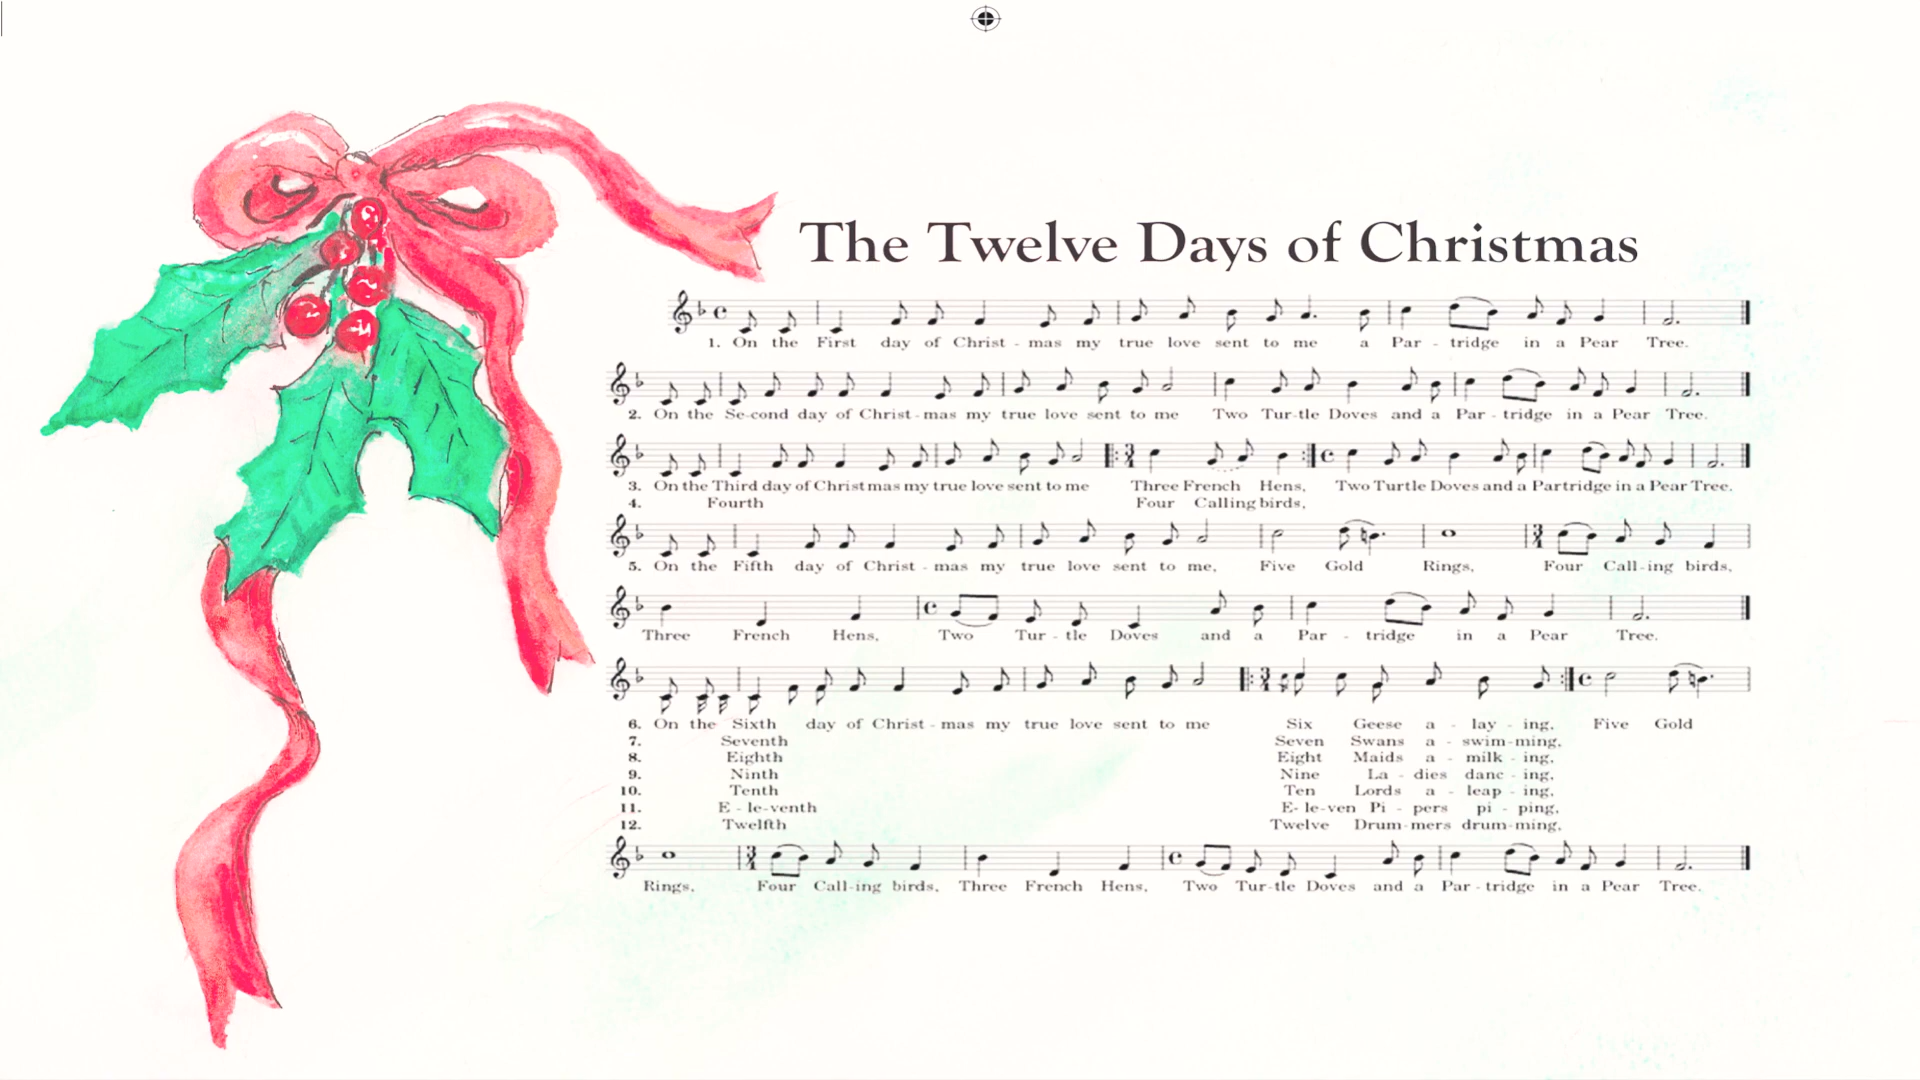 The Twelve Days of Christmas
1. On the First day of Christ - mas my true love sent to me a Par - tridge in a Pear Tree.
2. On the Se-cond day of Christ - mas my true love sent to me Two Tur-tle Doves and a Par - tridge in a Pear Tree.
3. On the Third day of Christmas my true love sent to me Three French Hens, Two Turtle Doves and a Partridge in a Pear Tree.
4. Fourth Four Calling birds,
5. On the Fifth day of Christ - mas my true love sent to me, Five Gold Rings, Four Call-ing birds,
Three French Hens, Two Tur - tle Doves and a Par - tridge in a Pear Tree.
6. On the Sixth day of Christ - mas my true love sent to me Six Geese a - lay - ing, Five Gold
7. Seventh Seven Swans a - swim-ming,
8. Eighth Eight Maids a - milk - ing,
9. Ninth Nine La - dies danc - ing,
10. Tenth Ten Lords a - leap - ing,
11. E - le-venth E- le-ven Pi - pers pi - ping,
12. Twelfth Twelve Drum-mers drum-ming,
Rings, Four Call-ing birds, Three French Hens, Two Tur-tle Doves and a Par - tridge in a Pear Tree.